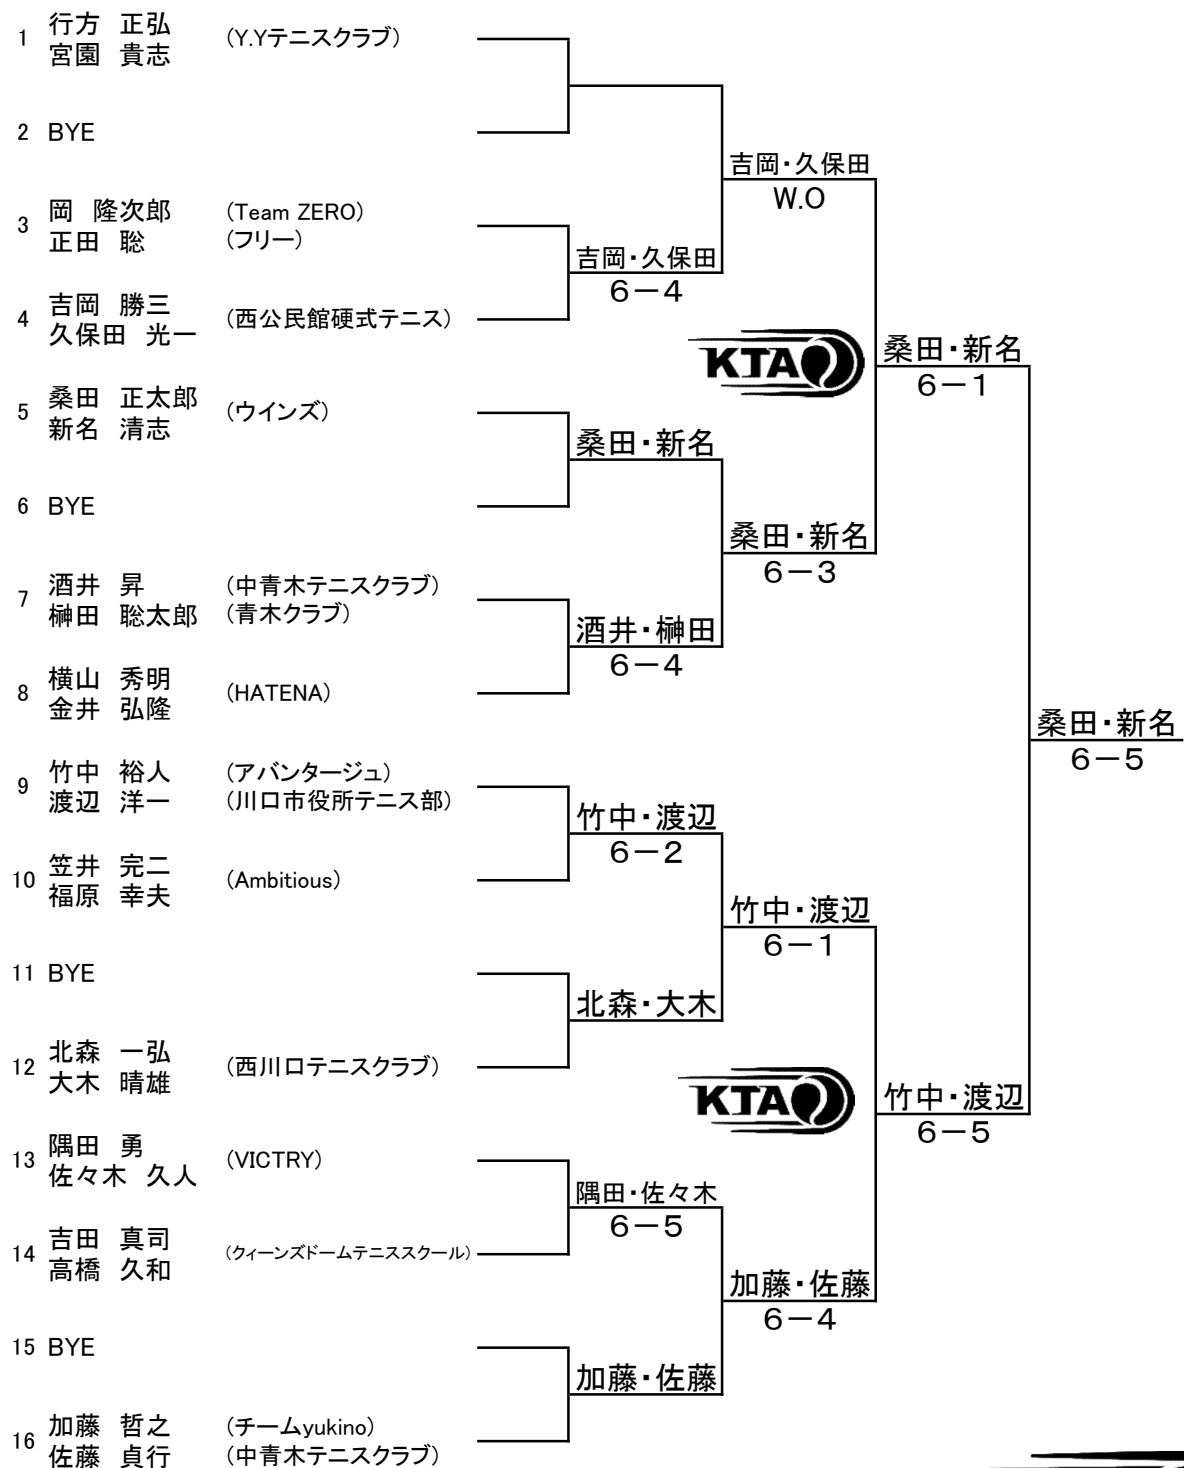 1 行方 正弘 (Y.Yテニスクラブ)
宮園 貴志
2 BYE
吉岡・久保田
W.O
3 岡 隆次郎 (Team ZERO)
正田 聡 (フリー)
吉岡・久保田
6-4
4 吉岡 勝三 (西公民館硬式テニス)
久保田 光一
KTA
桑田・新名
6-1
5 桑田 正太郎 (ウインズ)
新名 清志
桑田・新名
6 BYE
桑田・新名
6-3
7 酒井 昇 (中青木テニスクラブ)
榊田 聡太郎 (青木クラブ)
酒井・榊田
6-4
8 横山 秀明 (HATENA)
金井 弘隆
桑田・新名
6-5
9 竹中 裕人 (アバンタージュ)
渡辺 洋一 (川口市役所テニス部)
竹中・渡辺
6-2
10 笠井 完二 (Ambitious)
福原 幸夫
竹中・渡辺
6-1
11 BYE
北森・大木
12 北森 一弘 (西川口テニスクラブ)
大木 晴雄
KTA
竹中・渡辺
6-5
13 隅田 勇 (VICTRY)
佐々木 久人
隅田・佐々木
6-5
14 吉田 真司 (クィーンズドームテニススクール)
高橋 久和
加藤・佐藤
6-4
15 BYE
加藤・佐藤
16 加藤 哲之 (チームyukino)
佐藤 貞行 (中青木テニスクラブ)